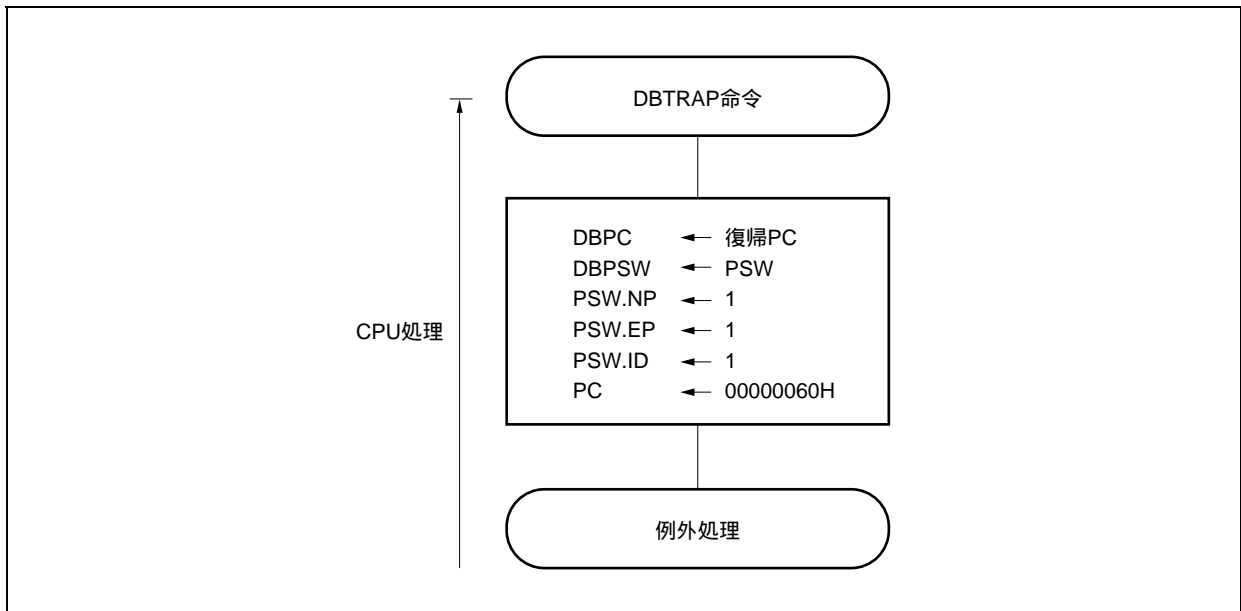 DBTRAP命令
CPU処理
DBPC ← 復帰PC
DBPSW ← PSW
PSW.NP ← 1
PSW.EP ← 1
PSW.ID ← 1
PC ← 00000060H
例外処理